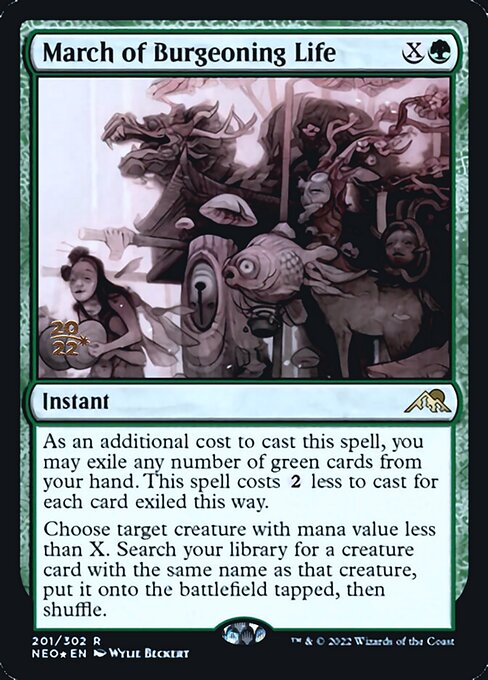 March of Burgeoning Life X
20
22
Instant
As an additional cost to cast this spell, you
may exile any number of green cards from
your hand. This spell costs 2 less to cast for
each card exiled this way.
Choose target creature with mana value less
than X. Search your library for a creature
card with the same name as that creature,
put it onto the battlefield tapped, then
shuffle.
201/302 R
NEO★EN Wylie Beckert
™ & © 2022 Wizards of the Coast